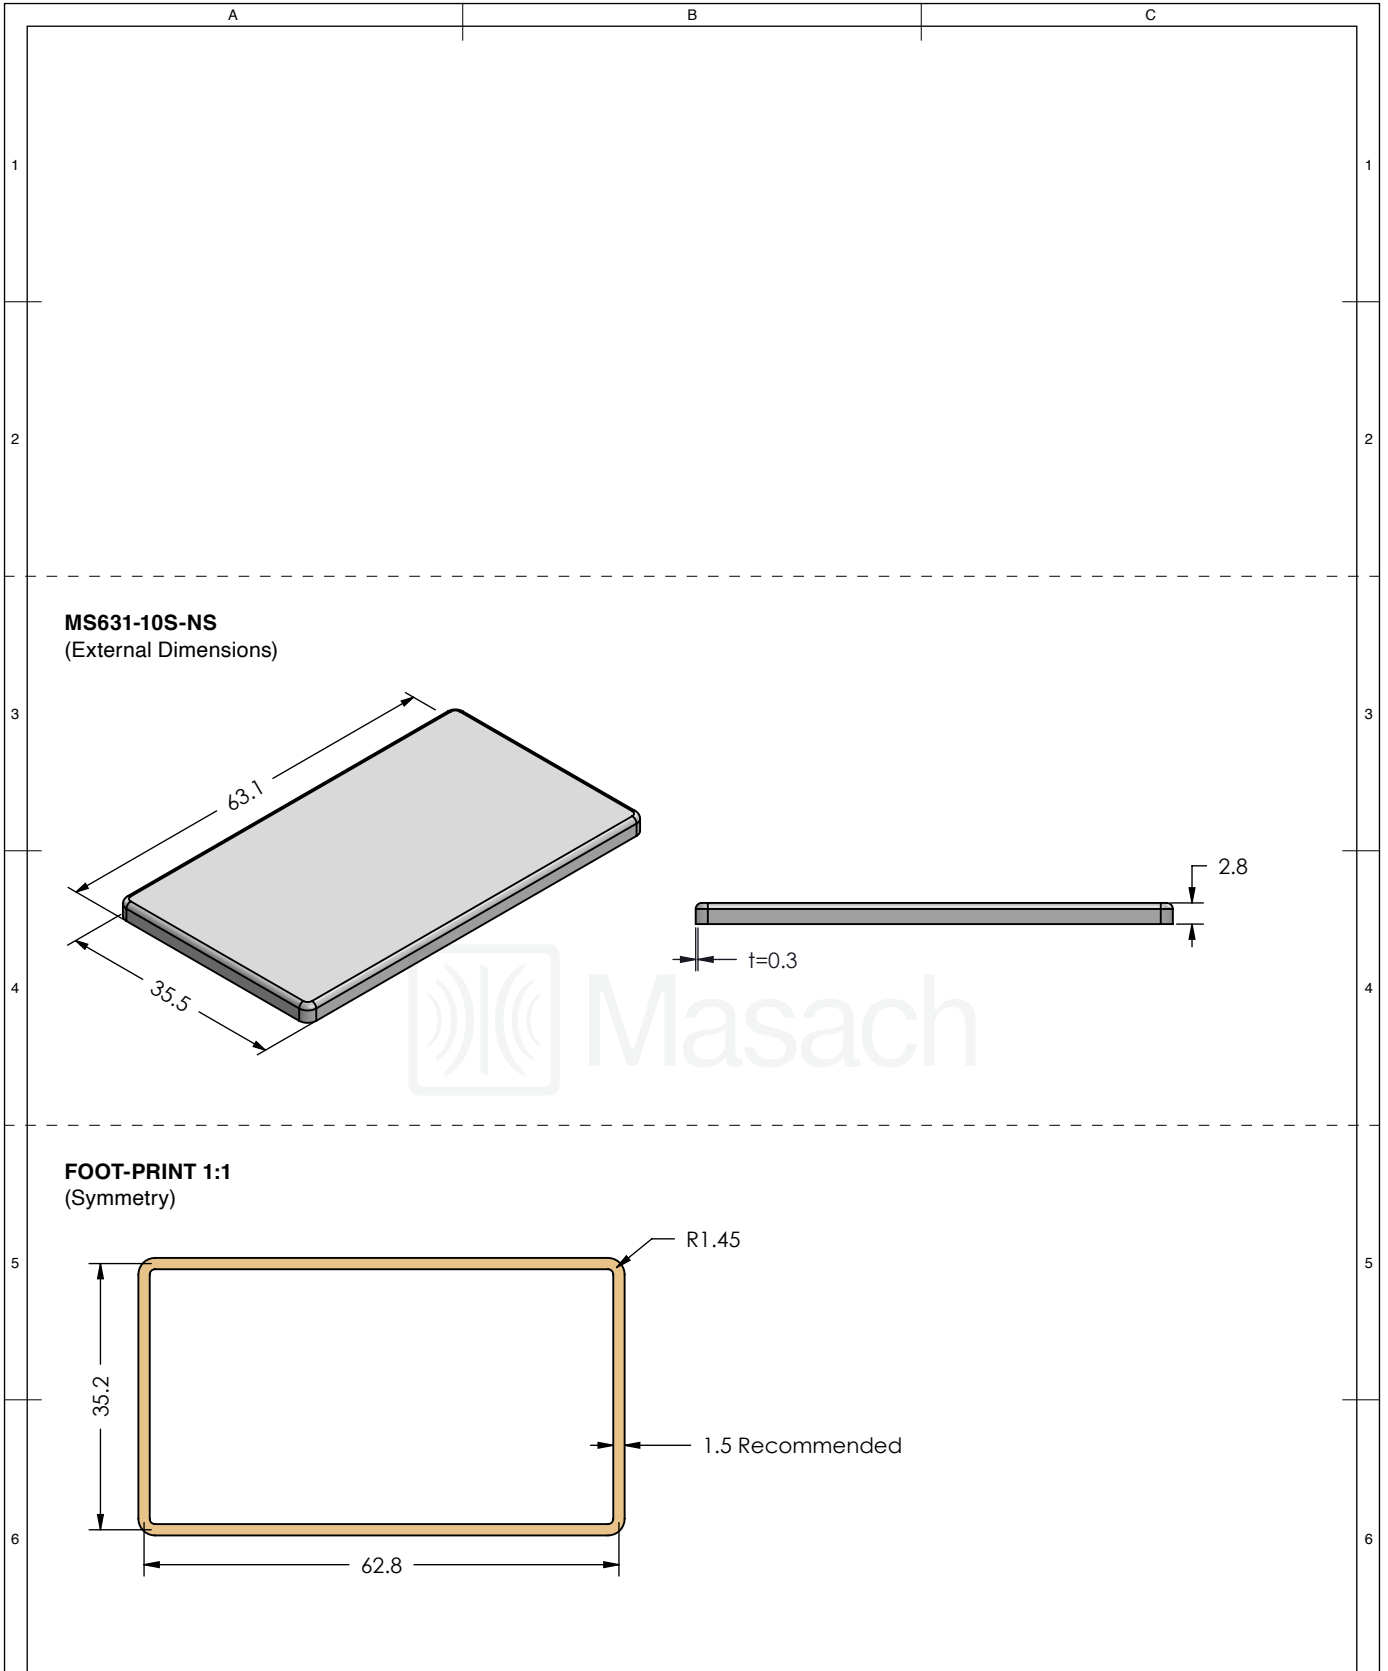 A B C
1 1
2 2
MS631-10S-NS
(External Dimensions)
3 3
63.1
2.8
t=0.3
35.5
4 4
Masach
FOOT-PRINT 1:1
(Symmetry)
R1.45
5 5
35.2
1.5 Recommended
6 6
62.8